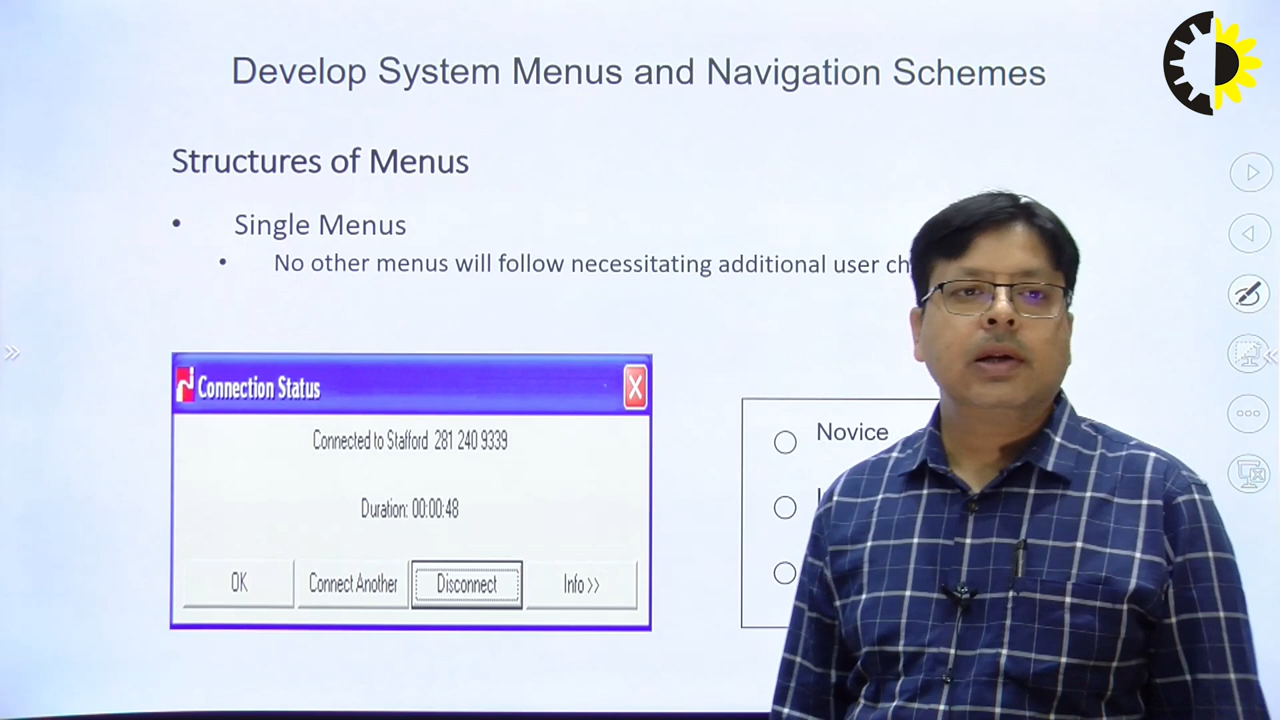 Develop System Menus and Navigation Schemes
Structures of Menus
• Single Menus
• No other menus will follow necessitating additional user
Connection Status
Connected to Stafford 281 240 9339
Duration: 00:00:48
OK
Connect Another
Disconnect
Info >>
Novice